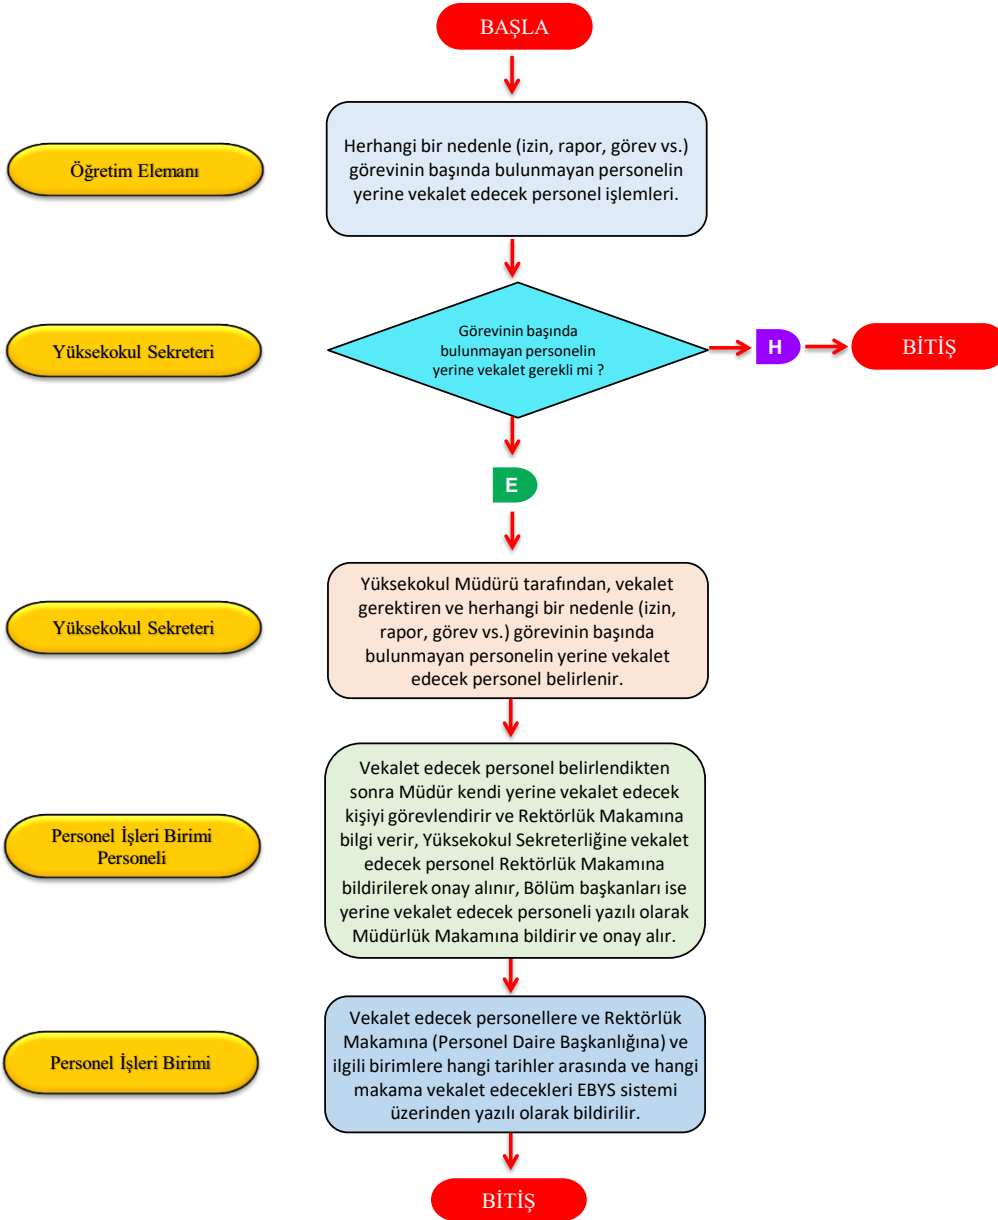 BAŞLA
Öğretim Elemanı
Herhangi bir nedenle (izin, rapor, görev vs.)
görevinin başında bulunmayan personelin
yerine vekalet edecek personel işlemleri.
Yüksekokul Sekreteri
Görevinin başında
bulunmayan personelin
yerine vekalet gerekli mi ?
H
BİTİŞ
E
Yüksekokul Sekreteri
Yüksekokul Müdürü tarafından, vekalet
gerektiren ve herhangi bir nedenle (izin,
rapor, görev vs.) görevinin başında
bulunmayan personelin yerine vekalet
edecek personel belirlenir.
Personel İşleri Birimi
Personeli
Vekalet edecek personel belirlendikten
sonra Müdür kendi yerine vekalet edecek
kişiyi görevlendirir ve Rektörlük Makamına
bilgi verir, Yüksekokul Sekreterliğine vekalet
edecek personel Rektörlük Makamına
bildirilerek onay alınır, Bölüm başkanları ise
yerine vekalet edecek personeli yazılı olarak
Müdürlük Makamına bildirir ve onay alır.
Personel İşleri Birimi
Vekalet edecek personellere ve Rektörlük
Makamına (Personel Daire Başkanlığına) ve
ilgili birimlere hangi tarihler arasında ve hangi
makama vekalet edecekleri EBYS sistemi
üzerinden yazılı olarak bildirilir.
BİTİŞ